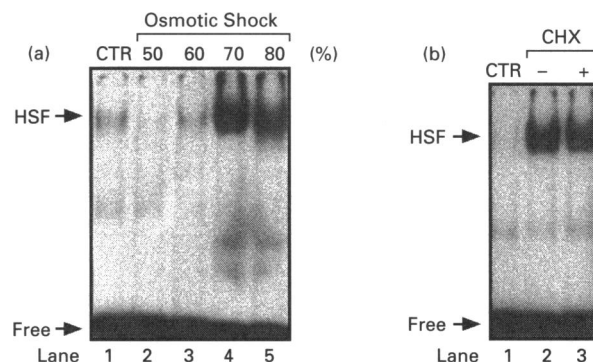 Osmotic Shock
(a) CTR 50 60 70 80 (%)
HSF
Free
Lane 1 2 3 4 5
CHX
(b) CTR – +
HSF
Free
Lane 1 2 3